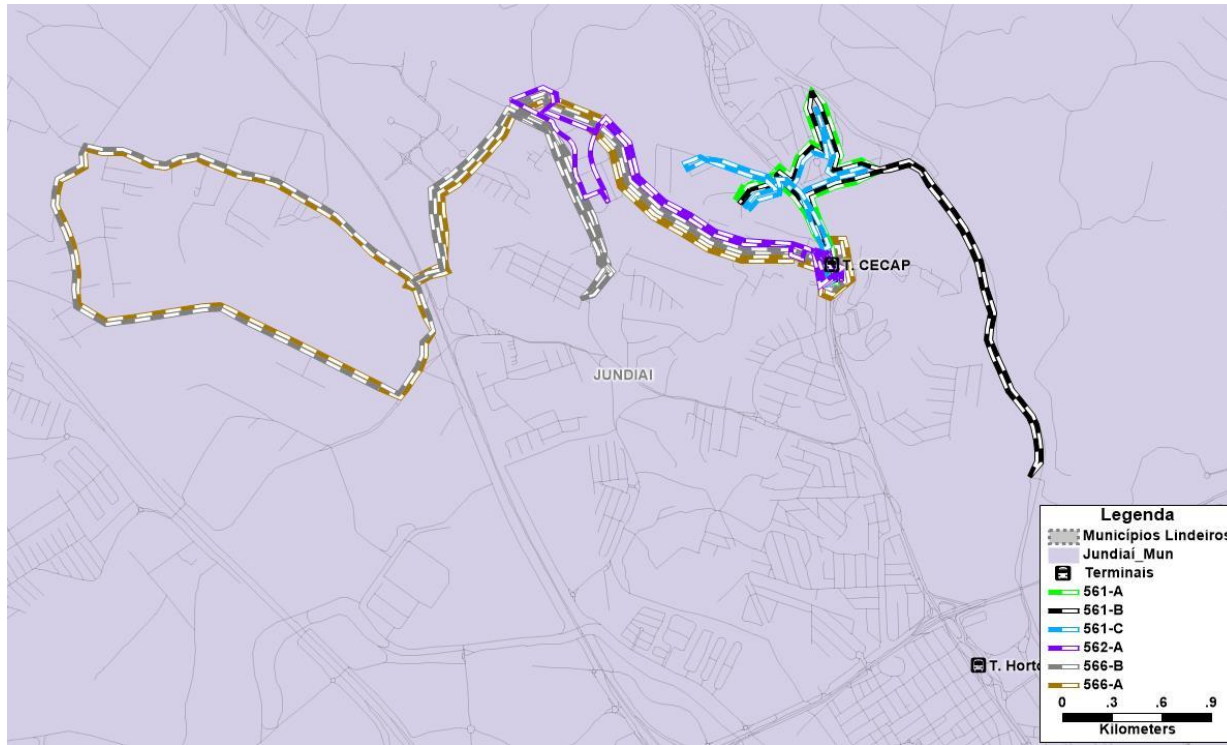 T. CECAP
JUNDIAI
T. Horto
Legenda
Municípios Lindeiros
Jundiaí_Mun
Terminais
561-A
561-B
561-C
562-A
566-B
566-A
0 .3 .6 .9
Kilometers